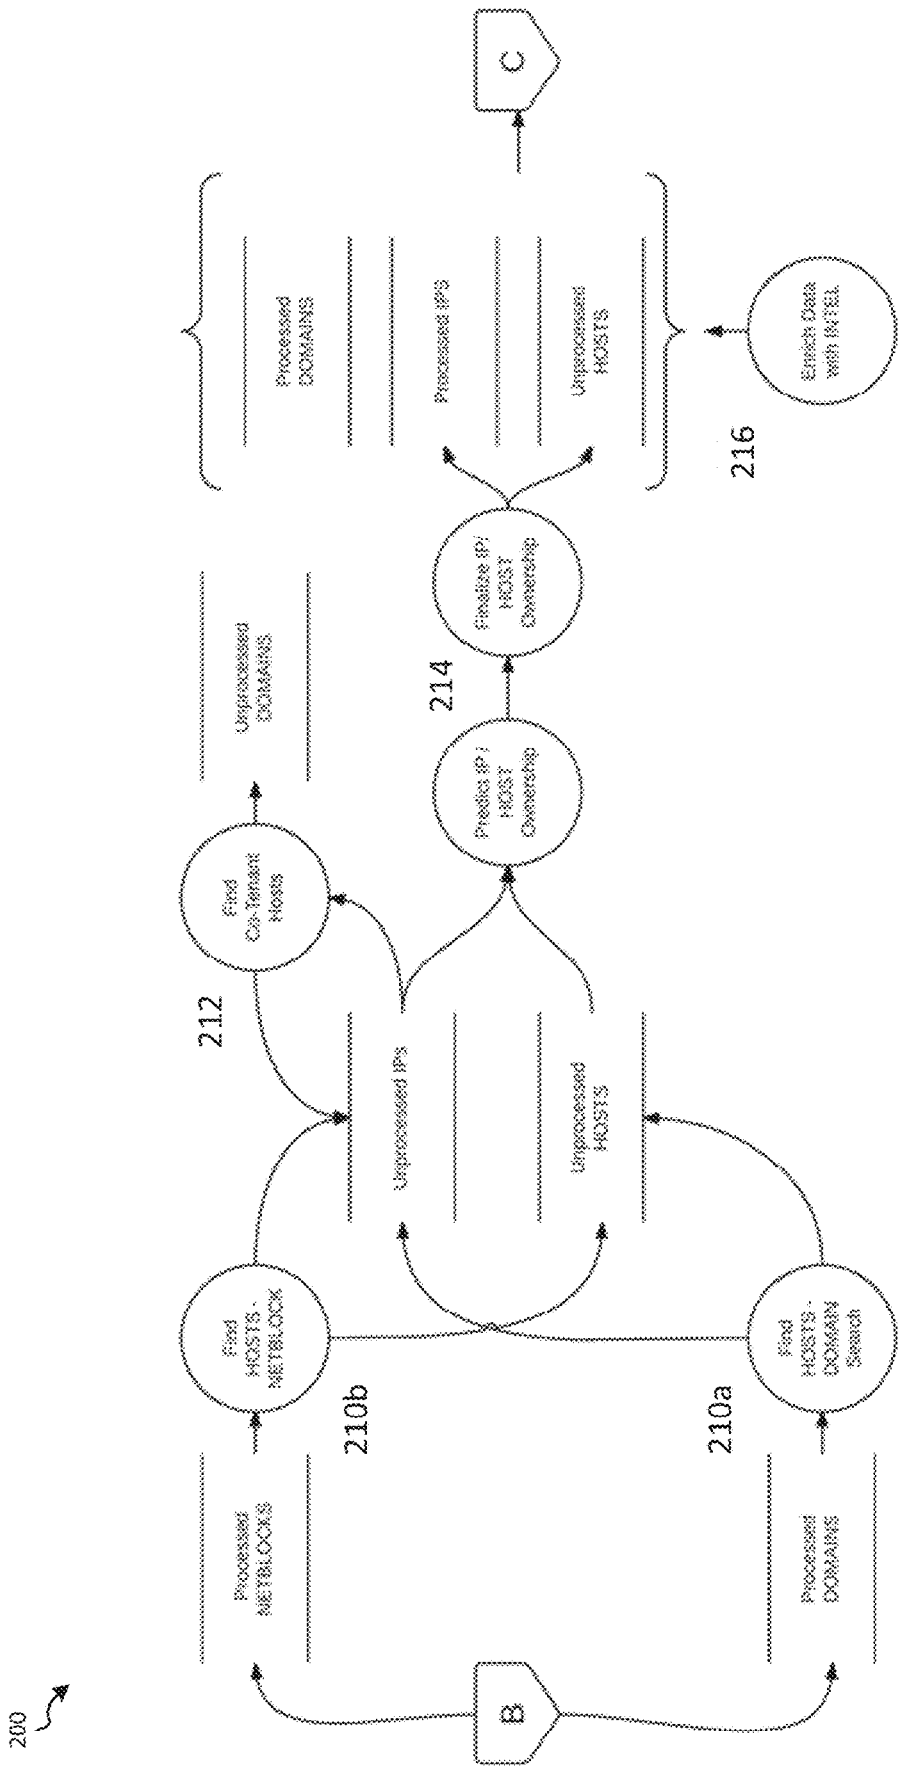 200
B
Processed
NETBLOCKS
Processed
DOMAINS
210b
210a
Find
HOSTS -
NETBLOCK
Find
HOSTS -
DOMAIN
Search
Unprocessed IPs
Unprocessed
HOSTS
212
Find
Co-Tenant
Hosts
Unprocessed
DOMAINS
Predict IP /
HOST
Ownership
214
Finalize IP/
HOST
Ownership
Processed
DOMAINS
Processed IPS
Unprocessed
HOSTS
216
Enrich Data
with INTEL
C